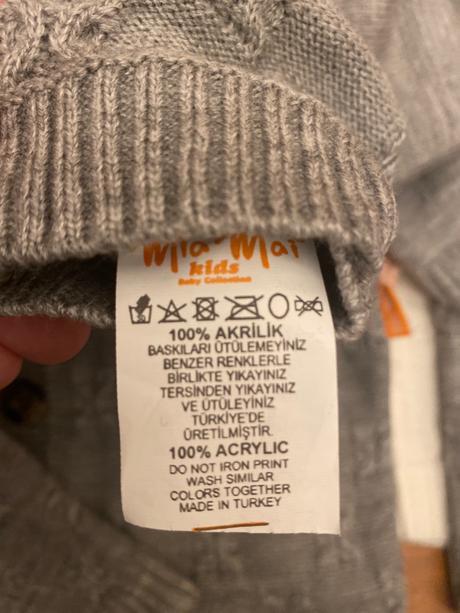 Mia Mai
kids
Baby Collection
100% AKRİLİK
BASKILARI ÜTÜLEMEYİNİZ
BENZER RENKLERLE
BİRLİKTE YIKAYINIZ
TERSİNDEN YIKAYINIZ
VE ÜTÜLEYİNİZ
TÜRKİYE'DE
ÜRETİLMİŞTİR.
100% ACRYLIC
DO NOT IRON PRINT
WASH SIMILAR
COLORS TOGETHER
MADE IN TURKEY